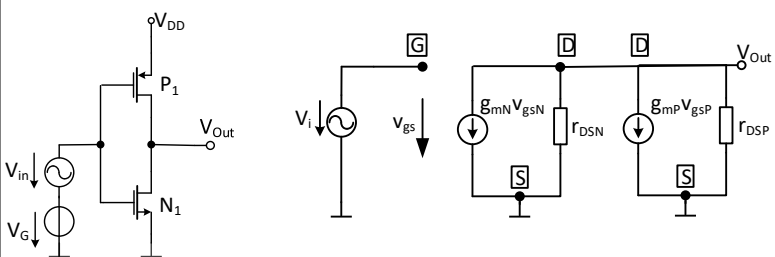 VDD
P1
VOut
Vin
N1
VG
G
D
D
VOut
Vi
vgs
gmNvgsN
rDSN
gmPvgsP
rDSP
S
S